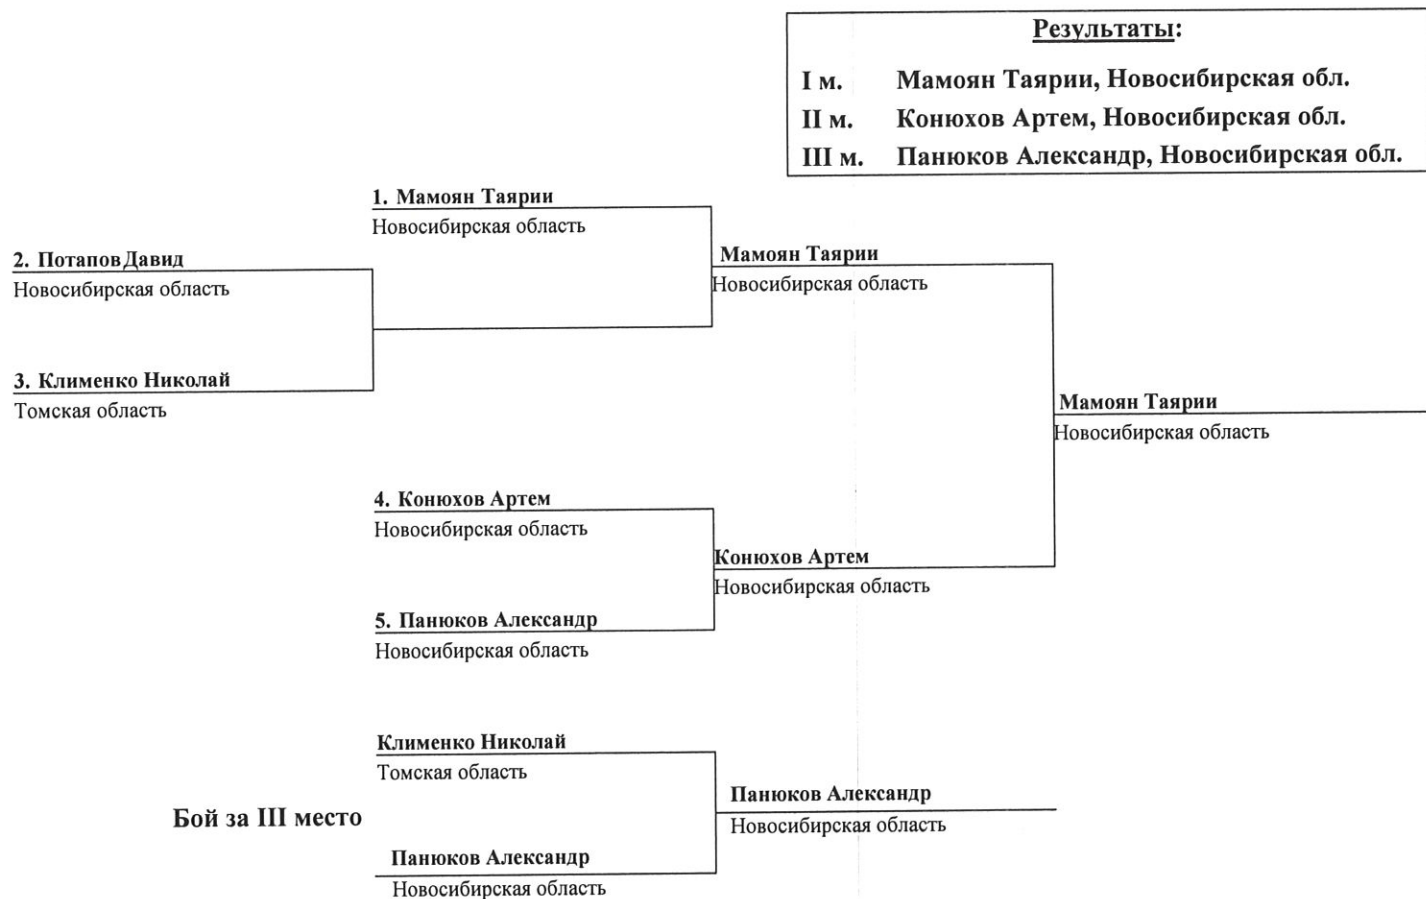 Результаты:
I м. Мамоян Таярии, Новосибирская обл.
II м. Конюхов Артем, Новосибирская обл.
III м. Панюков Александр, Новосибирская обл.
1. Мамоян Таярии
Новосибирская область
2. Потапов Давид
Новосибирская область
Мамоян Таярии
Новосибирская область
3. Клименко Николай
Томская область
Мамоян Таярии
Новосибирская область
4. Конюхов Артем
Новосибирская область
Конюхов Артем
Новосибирская область
5. Панюков Александр
Новосибирская область
Клименко Николай
Томская область
Панюков Александр
Новосибирская область
Бой за III место
Панюков Александр
Новосибирская область